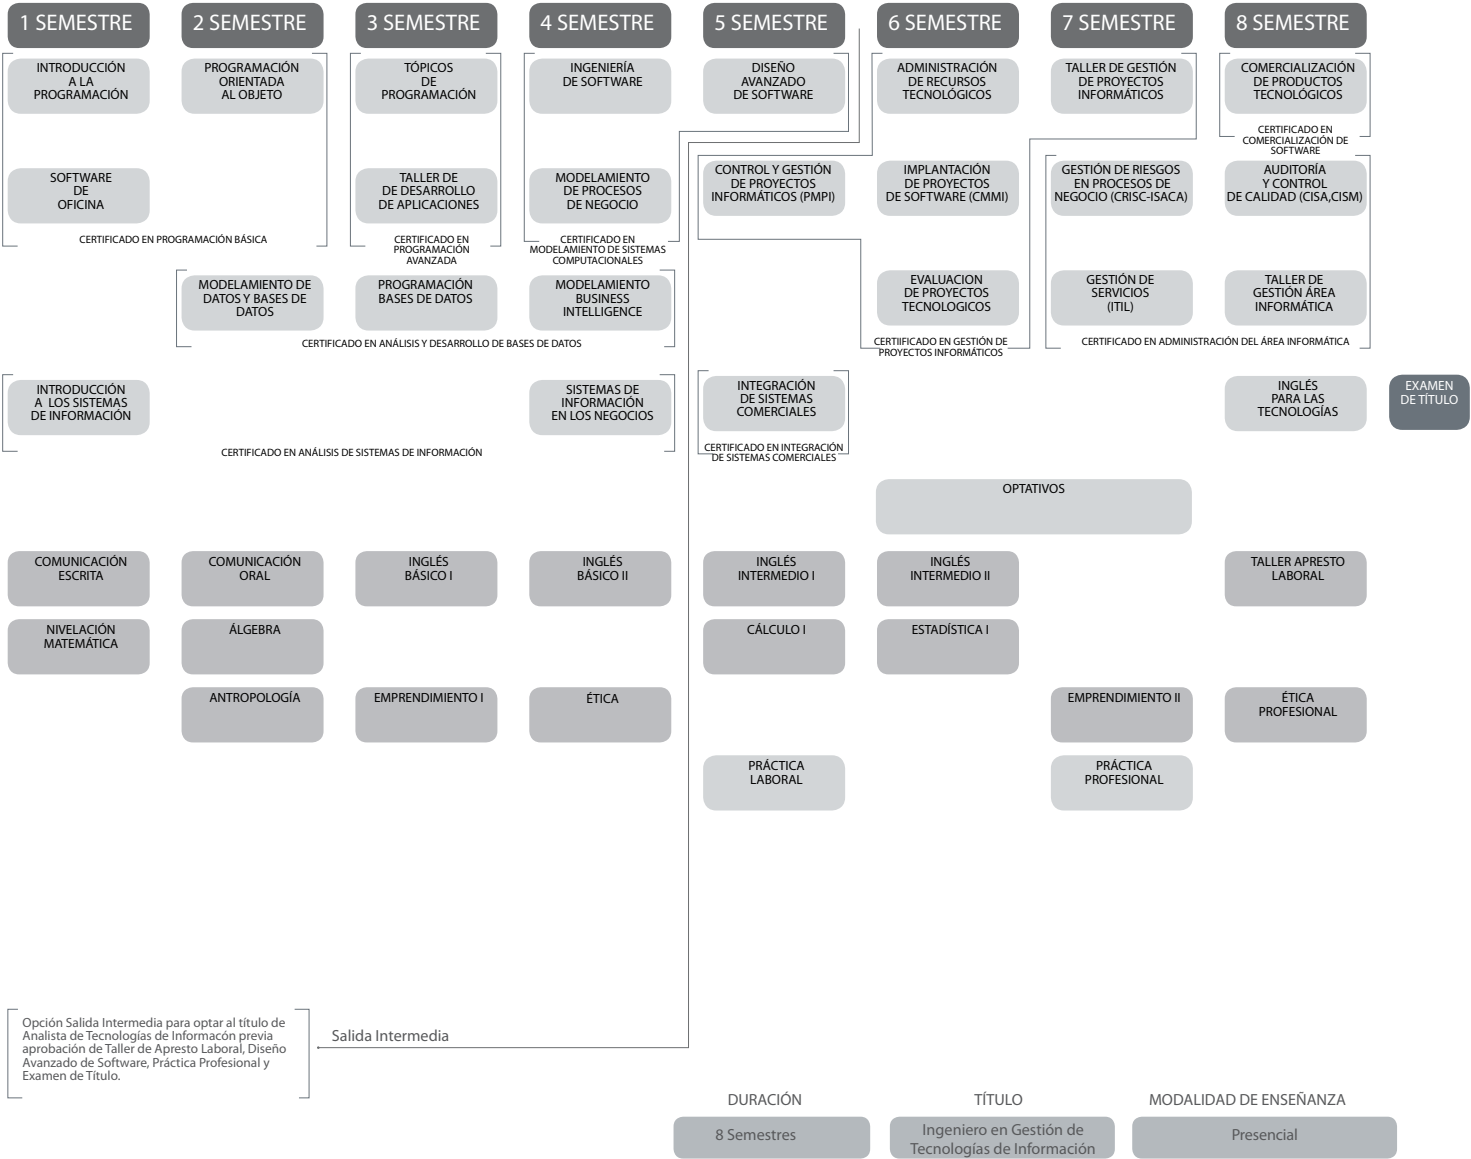 1 SEMESTRE
2 SEMESTRE
3 SEMESTRE
4 SEMESTRE
5 SEMESTRE
6 SEMESTRE
7 SEMESTRE
8 SEMESTRE
INTRODUCCIÓN
A LA
PROGRAMACIÓN
PROGRAMACIÓN
ORIENTADA
AL OBJETO
TÓPICOS
DE
PROGRAMACIÓN
INGENIERÍA
DE SOFTWARE
DISEÑO
AVANZADO
DE SOFTWARE
ADMINISTRACIÓN
DE RECURSOS
TECNOLÓGICOS
TALLER DE GESTIÓN
DE PROYECTOS
INFORMÁTICOS
COMERCIALIZACIÓN
DE PRODUCTOS
TECNOLÓGICOS
CERTIFICADO EN
COMERCIALIZACIÓN DE
SOFTWARE
SOFTWARE
DE
OFICINA
TALLER DE
DE DESARROLLO
DE APLICACIONES
MODELAMIENTO
DE PROCESOS
DE NEGOCIO
CONTROL Y GESTIÓN
DE PROYECTOS
INFORMÁTICOS (PMPI)
IMPLANTACIÓN
DE PROYECTOS
DE SOFTWARE (CMMI)
GESTIÓN DE RIESGOS
EN PROCESOS DE
NEGOCIO (CRISC-ISACA)
AUDITORÍA
Y CONTROL
DE CALIDAD (CISA,CISM)
CERTIFICADO EN PROGRAMACIÓN BÁSICA
CERTIFICADO EN
PROGRAMACIÓN
AVANZADA
CERTIFICADO EN
MODELAMIENTO DE SISTEMAS
COMPUTACIONALES
MODELAMIENTO DE
DATOS Y BASES DE
DATOS
PROGRAMACIÓN
BASES DE DATOS
MODELAMIENTO
BUSINESS
INTELLIGENCE
EVALUACION
DE PROYECTOS
TECNOLOGICOS
GESTIÓN DE
SERVICIOS
(ITIL)
TALLER DE
GESTIÓN ÁREA
INFORMÁTICA
CERTIFICADO EN ANÁLISIS Y DESARROLLO DE BASES DE DATOS
CERTIIFCADO EN GESTIÓN DE
PROYECTOS INFORMÁTICOS
CERTIFICADO EN ADMINISTRACIÓN DEL ÁREA INFORMÁTICA
INTRODUCCIÓN
A LOS SISTEMAS
DE INFORMACIÓN
SISTEMAS DE
INFORMACIÓN
EN LOS NEGOCIOS
INTEGRACIÓN
DE SISTEMAS
COMERCIALES
INGLÉS
PARA LAS
TECNOLOGÍAS
EXAMEN
DE TÍTULO
CERTIFICADO EN ANÁLISIS DE SISTEMAS DE INFORMACIÓN
CERTIFICADO EN INTEGRACIÓN
DE SISTEMAS COMERCIALES
OPTATIVOS
COMUNICACIÓN
ESCRITA
COMUNICACIÓN
ORAL
INGLÉS
BÁSICO I
INGLÉS
BÁSICO II
INGLÉS
INTERMEDIO I
INGLÉS
INTERMEDIO II
TALLER APRESTO
LABORAL
NIVELACIÓN
MATEMÁTICA
ÁLGEBRA
CÁLCULO I
ESTADÍSTICA I
ANTROPOLOGÍA
EMPRENDIMIENTO I
ÉTICA
EMPRENDIMIENTO II
ÉTICA
PROFESIONAL
PRÁCTICA
LABORAL
PRÁCTICA
PROFESIONAL
Opción Salida Intermedia para optar al título de
Analista de Tecnologías de Informacón previa
aprobación de Taller de Apresto Laboral, Diseño
Avanzado de Software, Práctica Profesional y
Examen de Título.
Salida Intermedia
DURACIÓN
TÍTULO
MODALIDAD DE ENSEÑANZA
8 Semestres
Ingeniero en Gestión de
Tecnologías de Información
Presencial